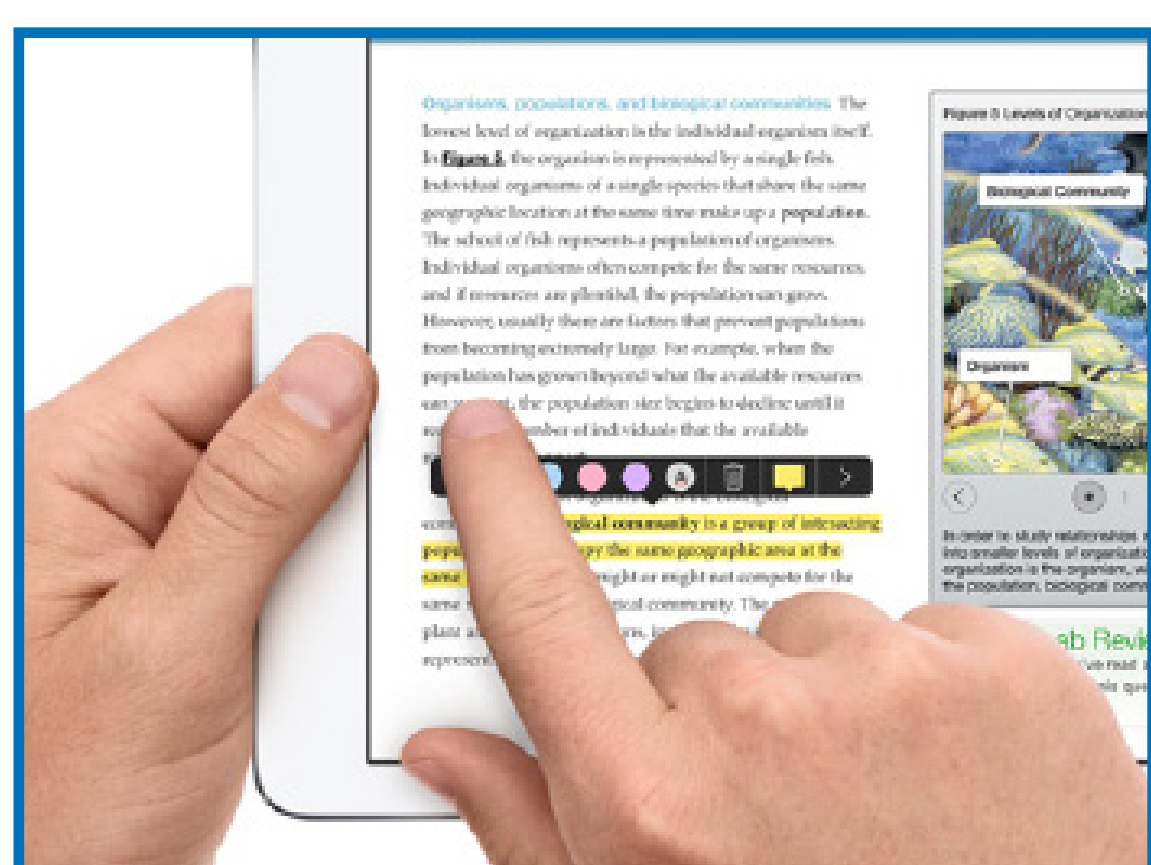 Organisms, populations, and biological communities The
lowest level of organization is the individual organism itself.
In Figure 8, the organism is represented by a single fish.
Individual organisms of a single species that share the same
geographic location at the same time make up a population.
The school of fish represents a population of organisms.
Individual organisms often compete for the same resources,
and if resources are plentiful, the population can grow.
However, usually there are factors that prevent populations
from becoming extremely large. For example, when the
population has grown beyond what the available resources
can the population size begins to decline until it
of individuals that the available
community is a group of interacting
the same geographic area at the
same might or might not compete for the
same community. The
plant
Figure 8 Levels of Organization
Biological Community
Organism
A
In order to study relationships
into smaller levels of
organization is the organism,
the population, biological
ab